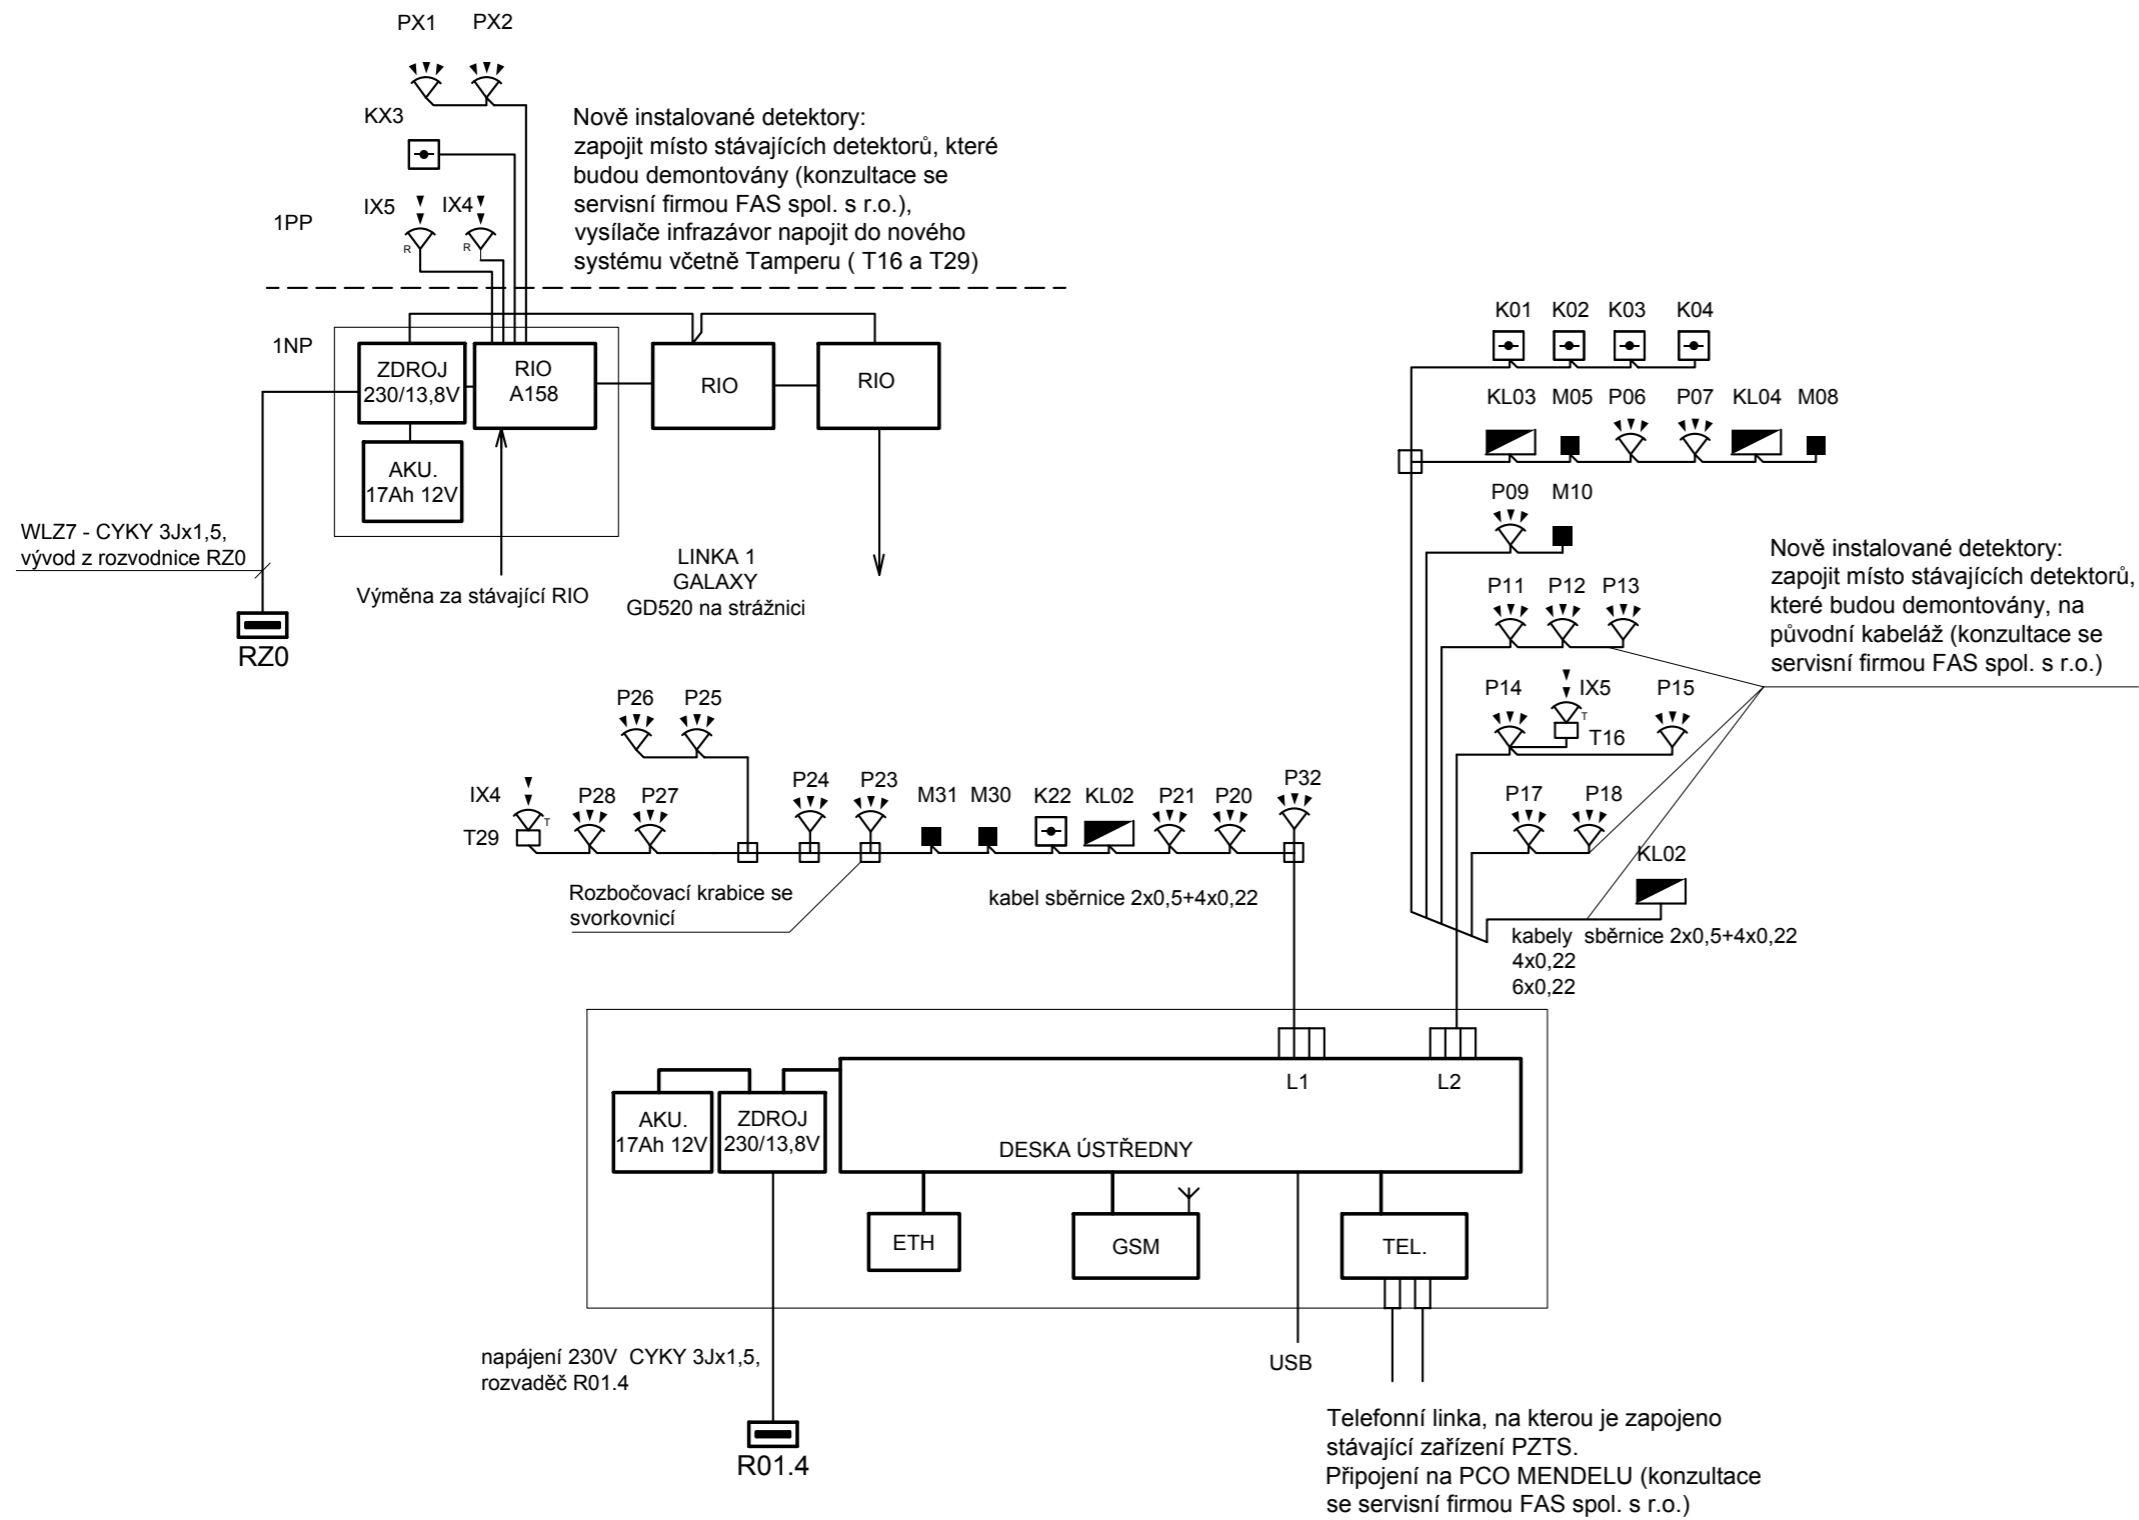 PX1 PX2
KX3
Nově instalované detektory:
zapojit místo stávajících detektorů, které
budou demontovány (konzultace se
servisní firmou FAS spol. s r.o.),
vysílače infrazávor napojit do nového
systému včetně Tamperu ( T16 a T29)
IX5 IX4
R R
1PP
1NP
ZDROJ
230/13,8V
RIO
A158
RIO
RIO
AKU.
17Ah 12V
WLZ7 - CYKY 3Jx1,5,
vývod z rozvodnice RZ0
RZ0
Výměna za stávající RIO
LINKA 1
GALAXY
GD520 na strážnici
K01 K02 K03 K04
KL03 M05 P06 P07 KL04 M08
P09 M10
P11 P12 P13
P14 IX5 P15
T
T16
P17 P18
KL02
Nově instalované detektory:
zapojit místo stávajících detektorů,
které budou demontovány, na
původní kabeláž (konzultace se
servisní firmou FAS spol. s r.o.)
kabely sběrnice 2x0,5+4x0,22
4x0,22
6x0,22
P26 P25
IX4 P28 P27 P24 P23 M31 M30 K22 KL02 P21 P20 P32
T
T29
Rozbočovací krabice se
svorkovnicí
kabel sběrnice 2x0,5+4x0,22
L1 L2
AKU.
17Ah 12V
ZDROJ
230/13,8V
DESKA ÚSTŘEDNY
ETH
GSM
TEL.
napájení 230V CYKY 3Jx1,5,
rozvaděč R01.4
R01.4
USB
Telefonní linka, na kterou je zapojeno
stávající zařízení PZTS.
Připojení na PCO MENDELU (konzultace
se servisní firmou FAS spol. s r.o.)